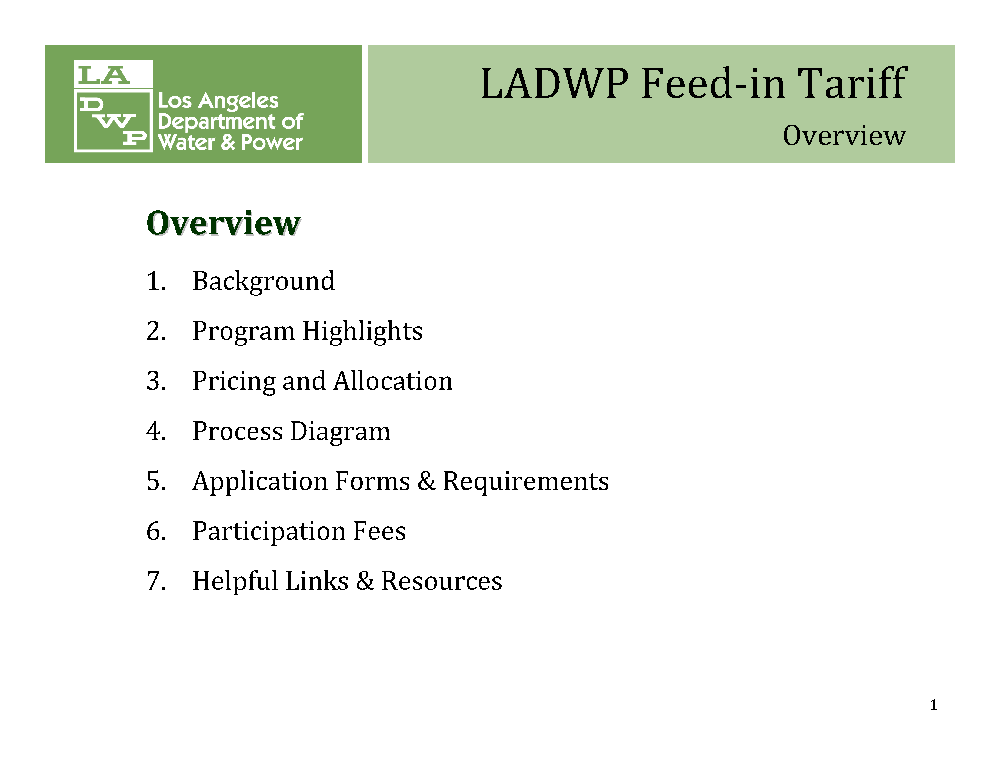 LA
DWP
Los Angeles
Department of
Water & Power
LADWP Feed-in Tariff
Overview
Overview
1. Background
2. Program Highlights
3. Pricing and Allocation
4. Process Diagram
5. Application Forms & Requirements
6. Participation Fees
7. Helpful Links & Resources
1